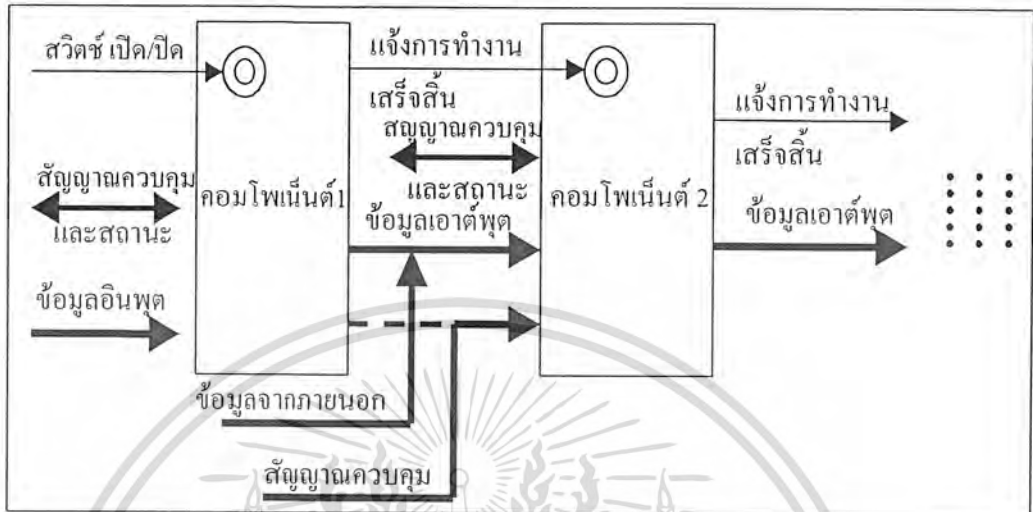 สวิตช์ เปิด/ปิด
แจ้งการทำงาน
เสร็จสิ้น
แจ้งการทำงาน
เสร็จสิ้น
สัญญาณควบคุม
และสถานะ
สัญญาณควบคุม
และสถานะ
คอมโพเน็นต์1
คอมโพเน็นต์ 2
ข้อมูลเอาต์พุต
ข้อมูลเอาต์พุต
ข้อมูลอินพุต
ข้อมูลจากภายนอก
สัญญาณควบคุม